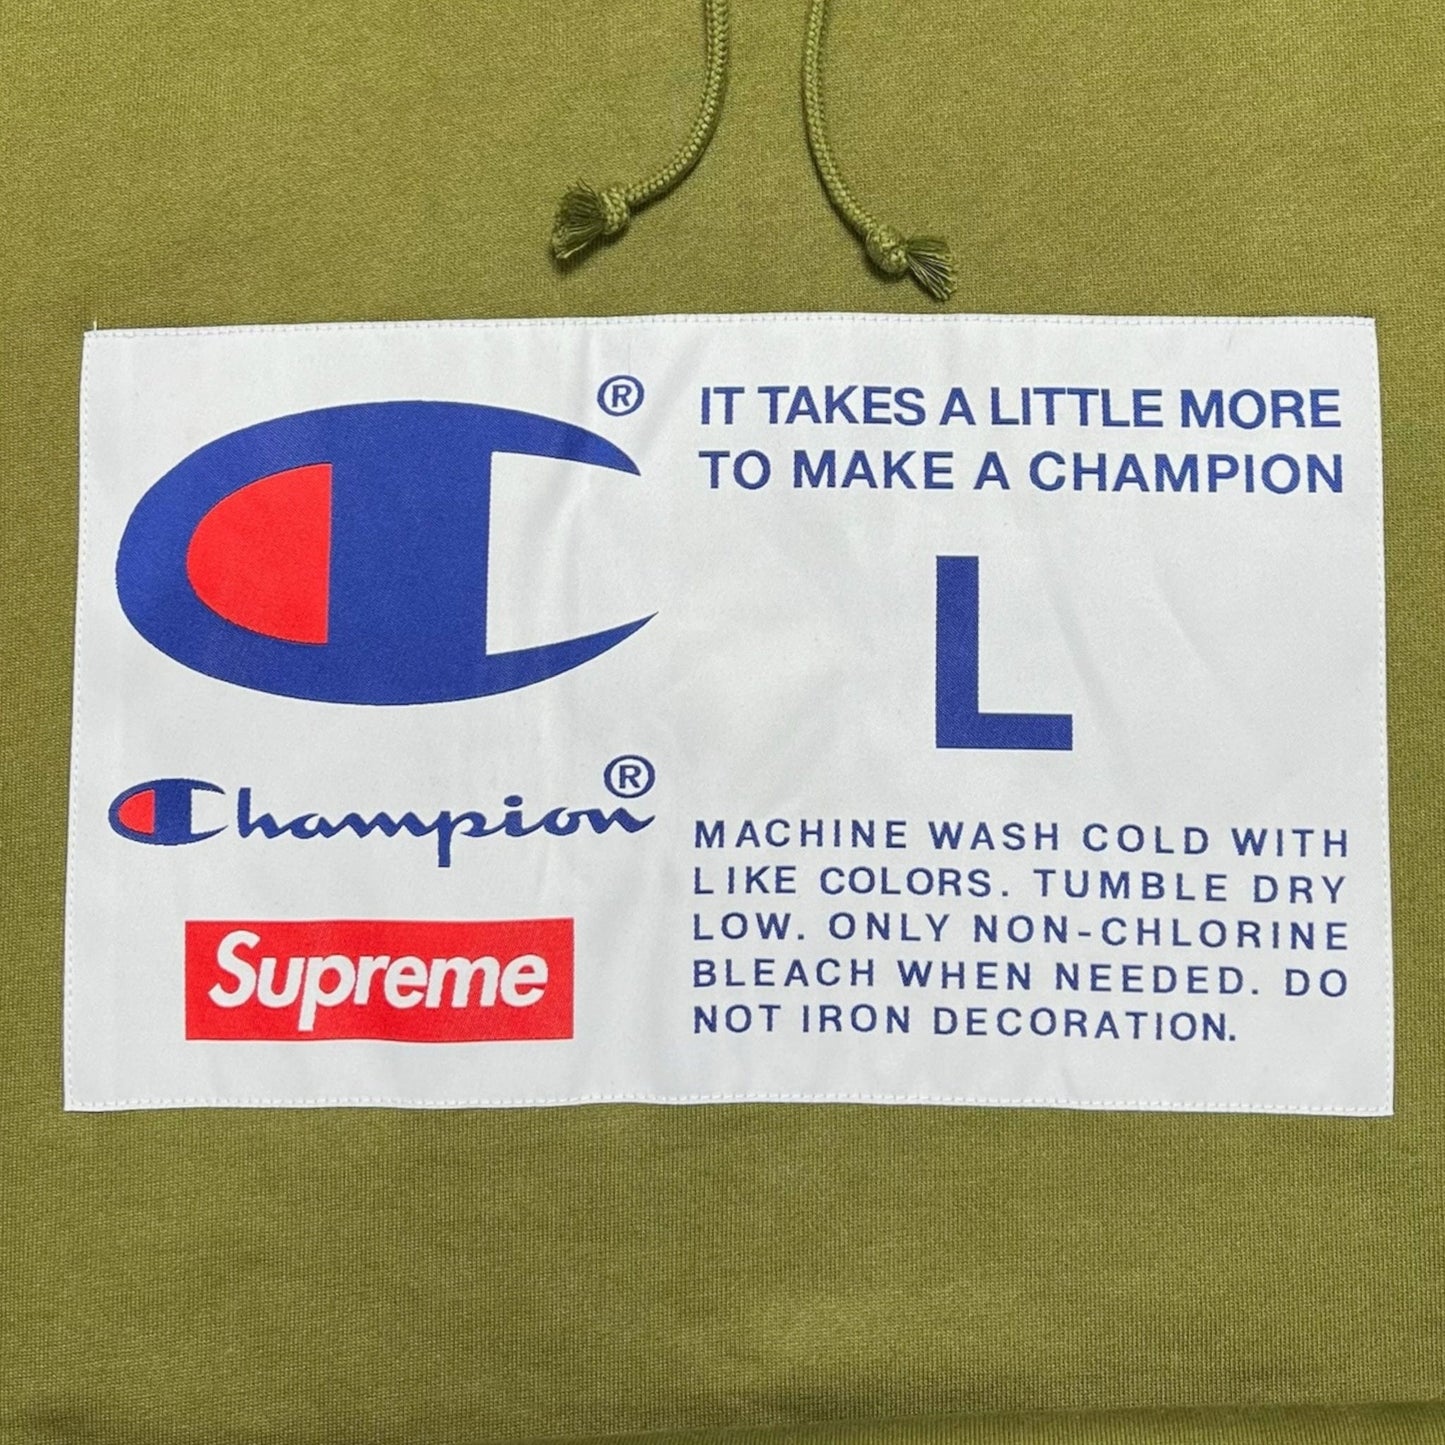 ®
IT TAKES A LITTLE MORE
TO MAKE A CHAMPION
L
Champion®
Supreme
MACHINE WASH COLD WITH
LIKE COLORS. TUMBLE DRY
LOW. ONLY NON-CHLORINE
BLEACH WHEN NEEDED. DO
NOT IRON DECORATION.